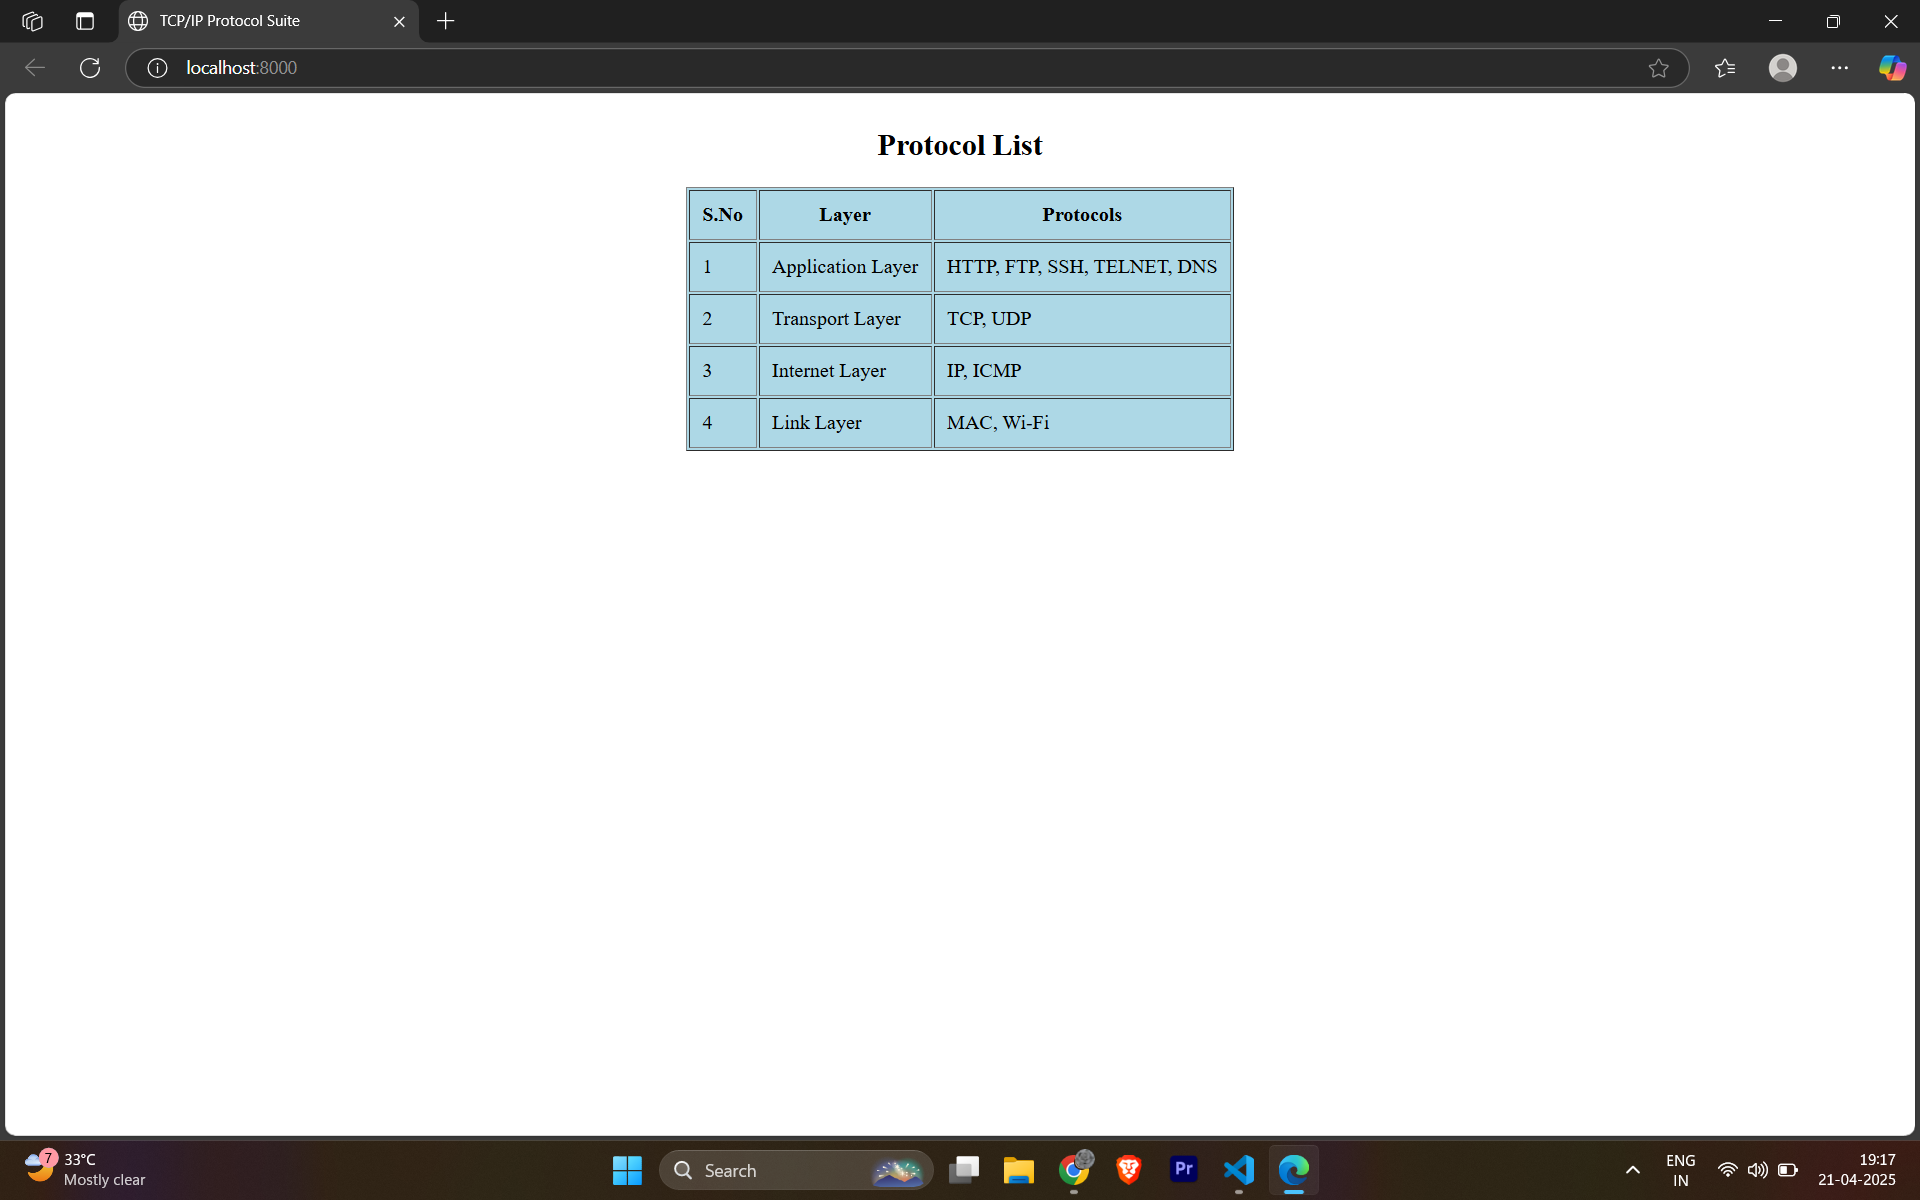 TCP/IP Protocol Suite
localhost:8000
Protocol List
S.No Layer Protocols
1 Application Layer HTTP, FTP, SSH, TELNET, DNS
2 Transport Layer TCP, UDP
3 Internet Layer IP, ICMP
4 Link Layer MAC, Wi-Fi
7
33°C
Mostly clear
Search
Pr
ENG
IN
19:17
21-04-2025